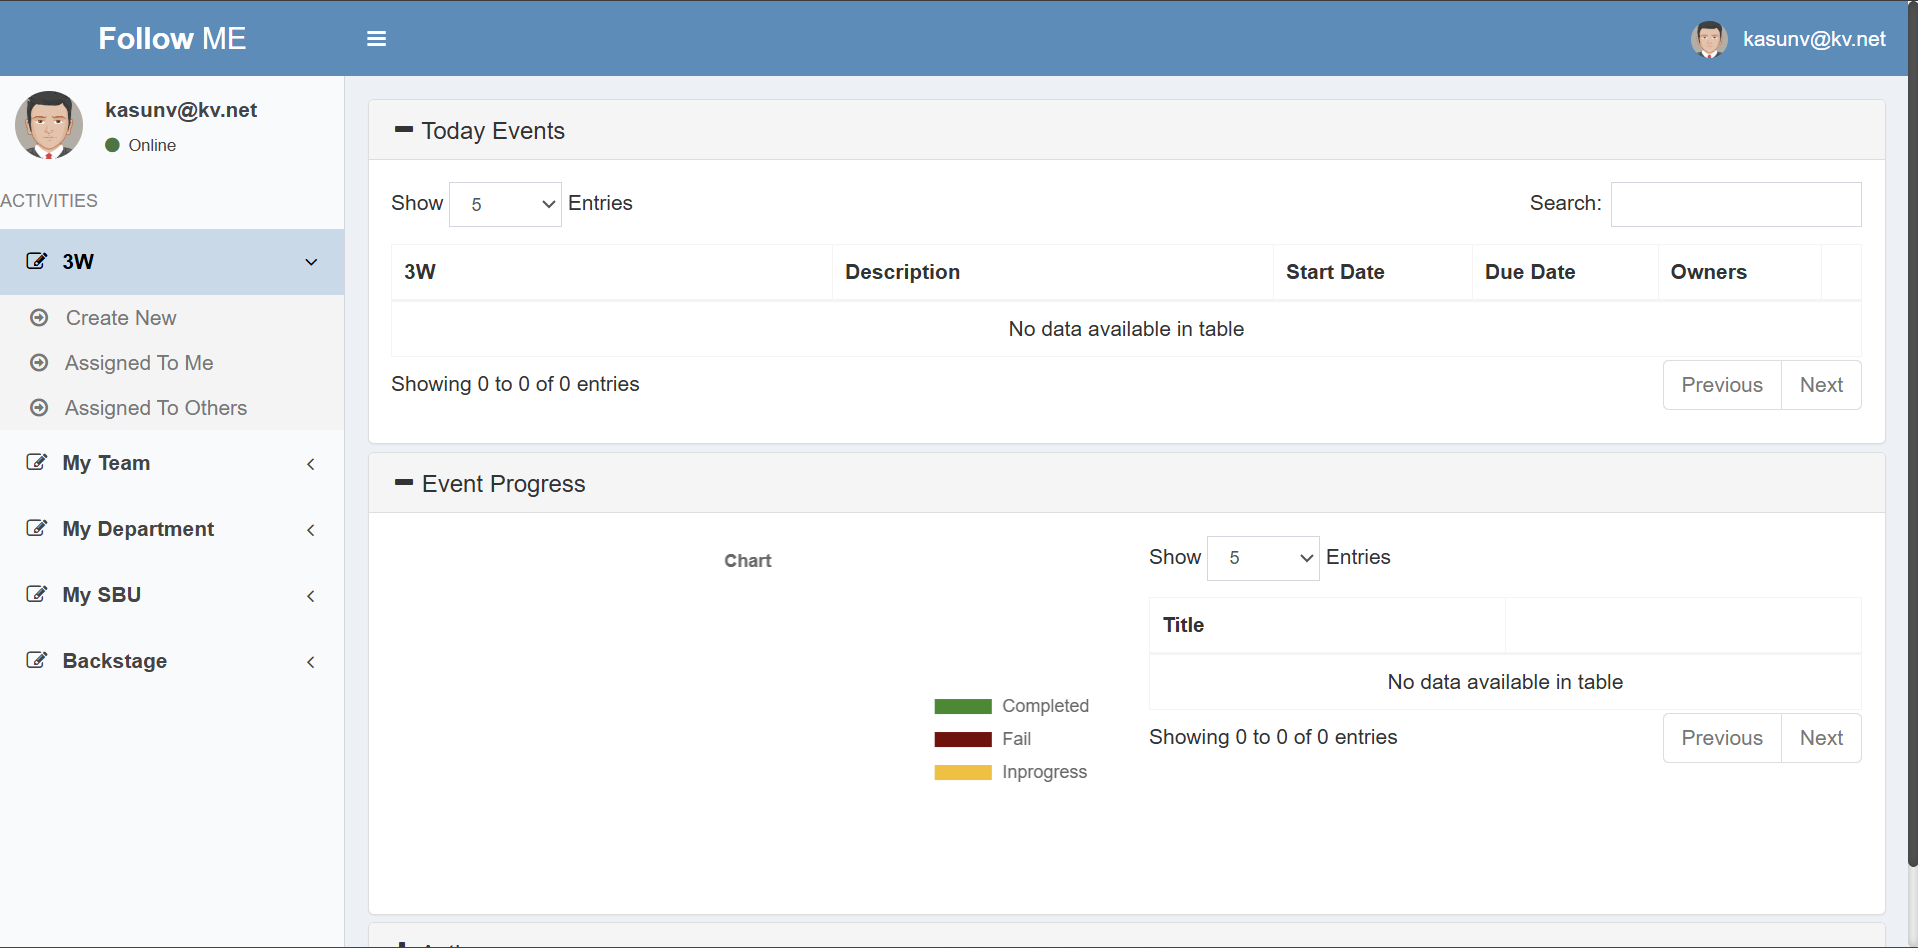 Follow ME
kasunv@kv.net
kasunv@kv.net
Online
ACTIVITIES
3W
Create New
Assigned To Me
Assigned To Others
My Team
My Department
My SBU
Backstage
Today Events
Show 5 Entries Search:
3W Description Start Date Due Date Owners
No data available in table
Showing 0 to 0 of 0 entries Previous Next
Event Progress
Chart
Completed
Fail
Inprogress
Show 5 Entries
Title
No data available in table
Showing 0 to 0 of 0 entries Previous Next